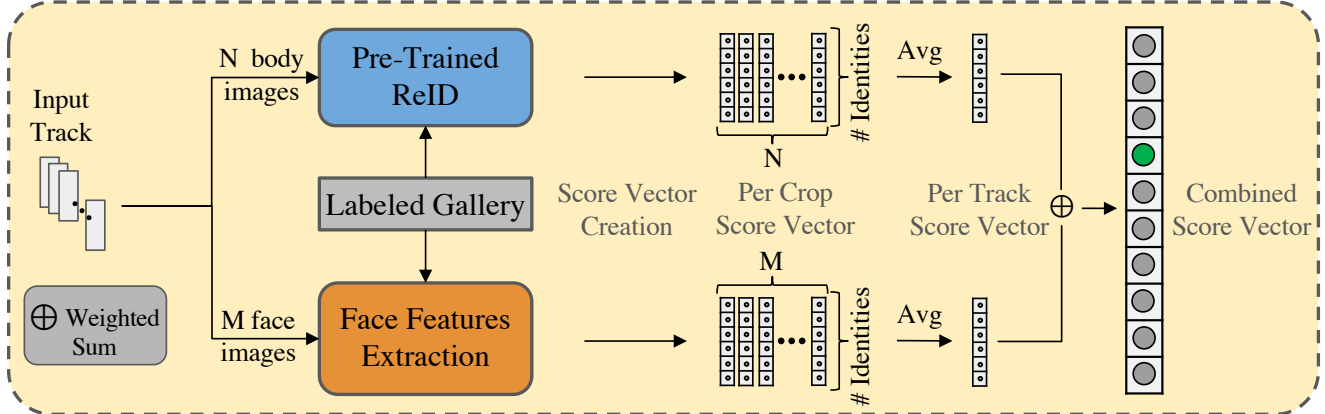 Input
Track
N body
images
Pre-Trained
ReID
Labeled Gallery
M face
images
Face Features
Extraction
⊕ Weighted
Sum
Score Vector
Creation
N
# Identities
Per Crop
Score Vector
M
# Identities
Avg
Avg
Per Track
Score Vector
⊕
Combined
Score Vector